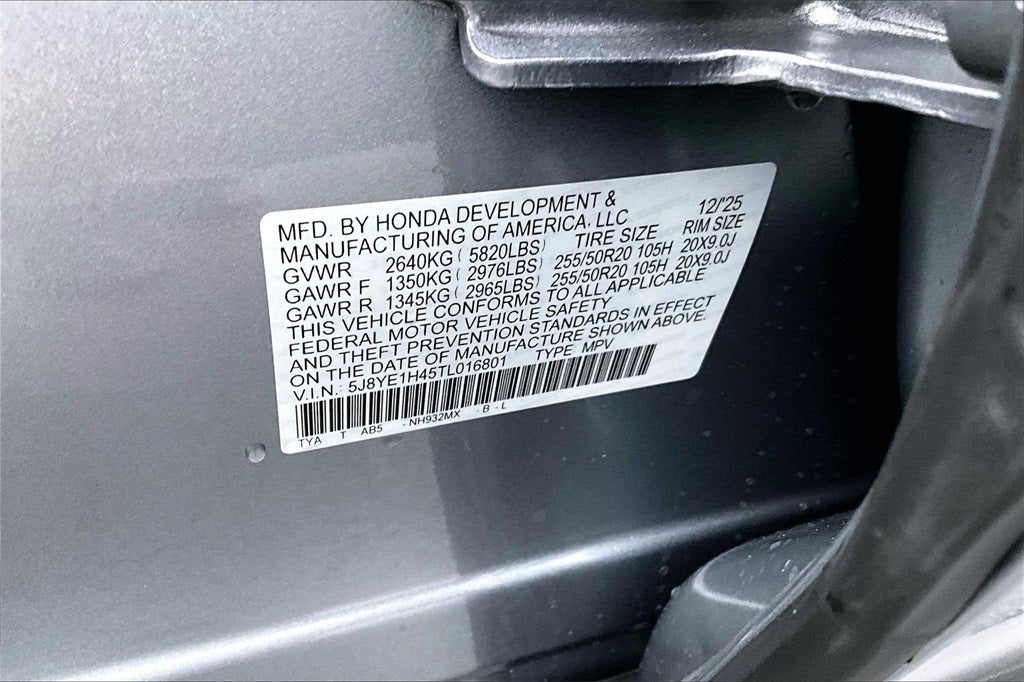 MFD. BY HONDA DEVELOPMENT & 12/'25
MANUFACTURING OF AMERICA, LLC
TIRE SIZE RIM SIZE
GVWR 2640KG ( 5820LBS)
GAWR F 1350KG ( 2976LBS) 255/50R20 105H 20X9.0J
GAWR R 1345KG ( 2965LBS) 255/50R20 105H 20X9.0J
THIS VEHICLE CONFORMS TO ALL APPLICABLE
FEDERAL MOTOR VEHICLE SAFETY
AND THEFT PREVENTION STANDARDS IN EFFECT
ON THE DATE OF MANUFACTURE SHOWN ABOVE.
V.I.N.: 5J8YE1H45TL016801 TYPE: MPV
TYA T AB5 - NH932MX - B - L